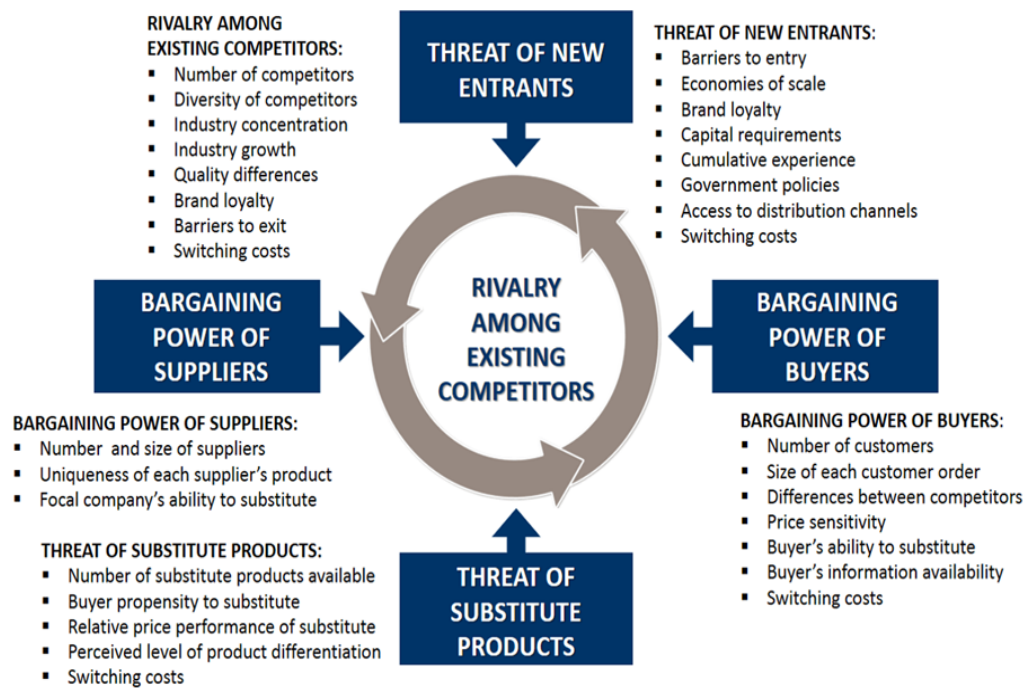 RIVALRY AMONG
EXISTING COMPETITORS:
▪ Number of competitors
▪ Diversity of competitors
▪ Industry concentration
▪ Industry growth
▪ Quality differences
▪ Brand loyalty
▪ Barriers to exit
▪ Switching costs
THREAT OF NEW
ENTRANTS
THREAT OF NEW ENTRANTS:
▪ Barriers to entry
▪ Economies of scale
▪ Brand loyalty
▪ Capital requirements
▪ Cumulative experience
▪ Government policies
▪ Access to distribution channels
▪ Switching costs
BARGAINING
POWER OF
SUPPLIERS
RIVALRY
AMONG
EXISTING
COMPETITORS
BARGAINING
POWER OF
BUYERS
BARGAINING POWER OF SUPPLIERS:
▪ Number and size of suppliers
▪ Uniqueness of each supplier's product
▪ Focal company's ability to substitute
BARGAINING POWER OF BUYERS:
▪ Number of customers
▪ Size of each customer order
▪ Differences between competitors
▪ Price sensitivity
▪ Buyer's ability to substitute
▪ Buyer's information availability
▪ Switching costs
THREAT OF SUBSTITUTE PRODUCTS:
▪ Number of substitute products available
▪ Buyer propensity to substitute
▪ Relative price performance of substitute
▪ Perceived level of product differentiation
▪ Switching costs
THREAT OF
SUBSTITUTE
PRODUCTS